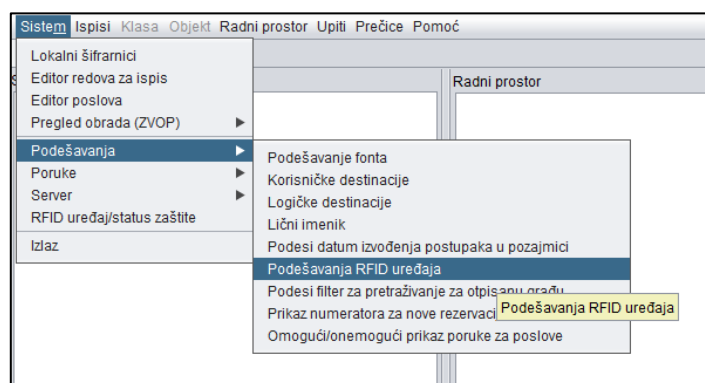 Sistem Ispisi Klasa Objekt Radni prostor Upiti Prečice Pomoć
Lokalni šifrarnici
Editor redova za ispis
Editor poslova
Pregled obrada (ZVOP)
Podešavanja
Poruke
Server
RFID uređaj/status zaštite
Izlaz
Radni prostor
Podešavanje fonta
Korisničke destinacije
Logičke destinacije
Lični imenik
Podesi datum izvođenja postupaka u pozajmici
Podešavanja RFID uređaja
Podesi filter za pretraživanje za otpisanu građu
Prikaz numeratora za nove
Podešavanja RFID uređaja
Omogući/onemogući prikaz poruke za poslove